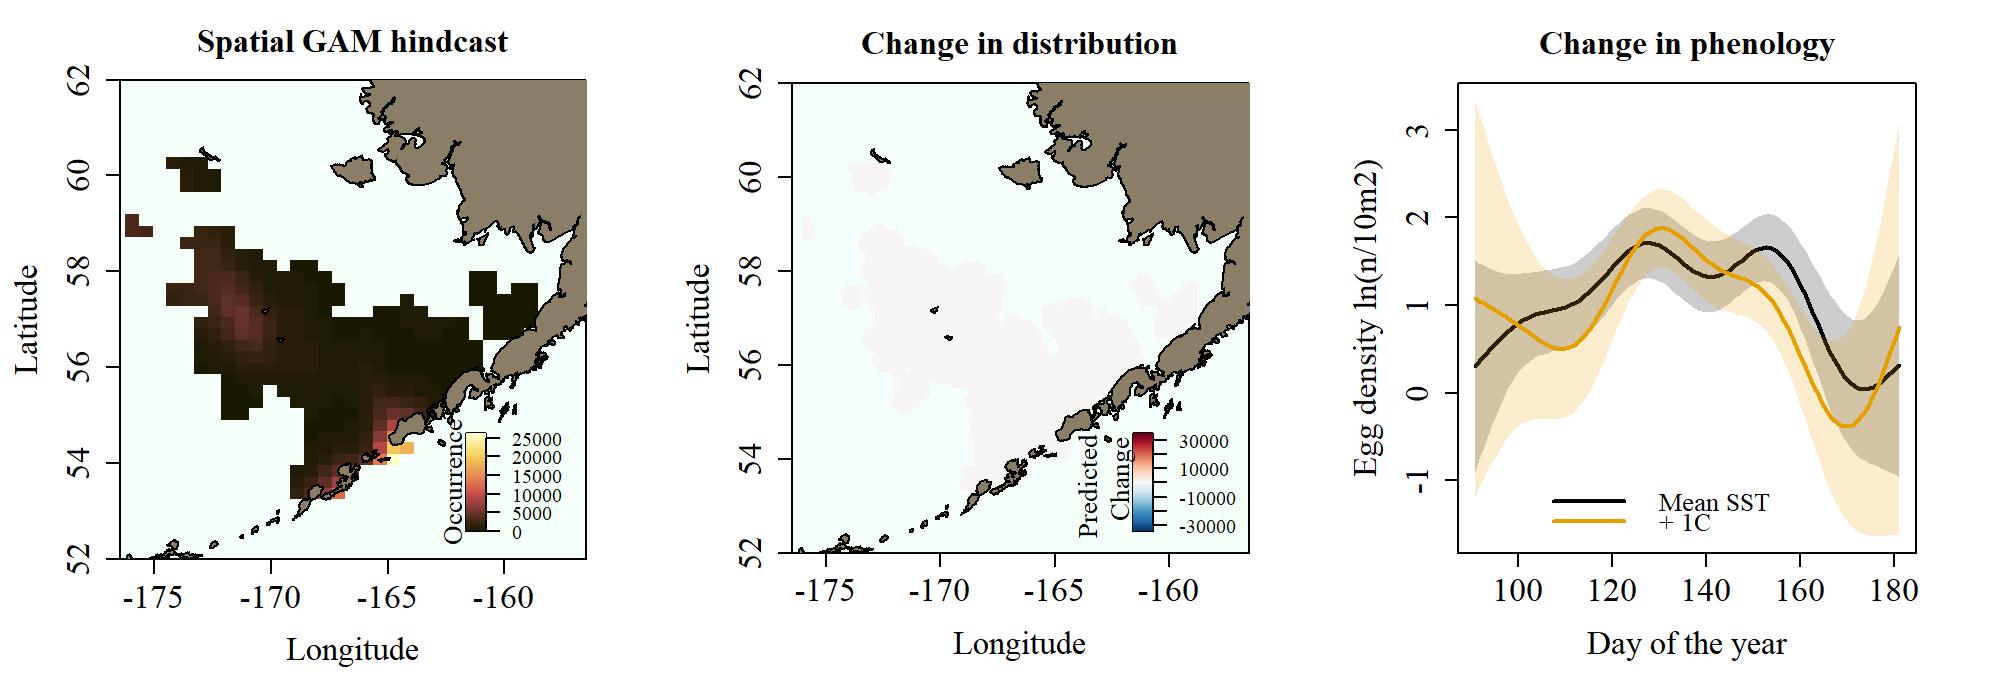 Spatial GAM hindcast
62
60
58
56
54
52
Latitude
-175
-170
-165
-160
Longitude
Occurrence
25000
20000
15000
10000
5000
0
Change in distribution
62
60
58
56
54
52
Latitude
-175
-170
-165
-160
Longitude
Predicted
Change
30000
10000
-10000
-30000
Change in phenology
3
2
1
0
-1
Egg density ln(n/10m2)
Mean SST
+ 1C
100
120
140
160
180
Day of the year